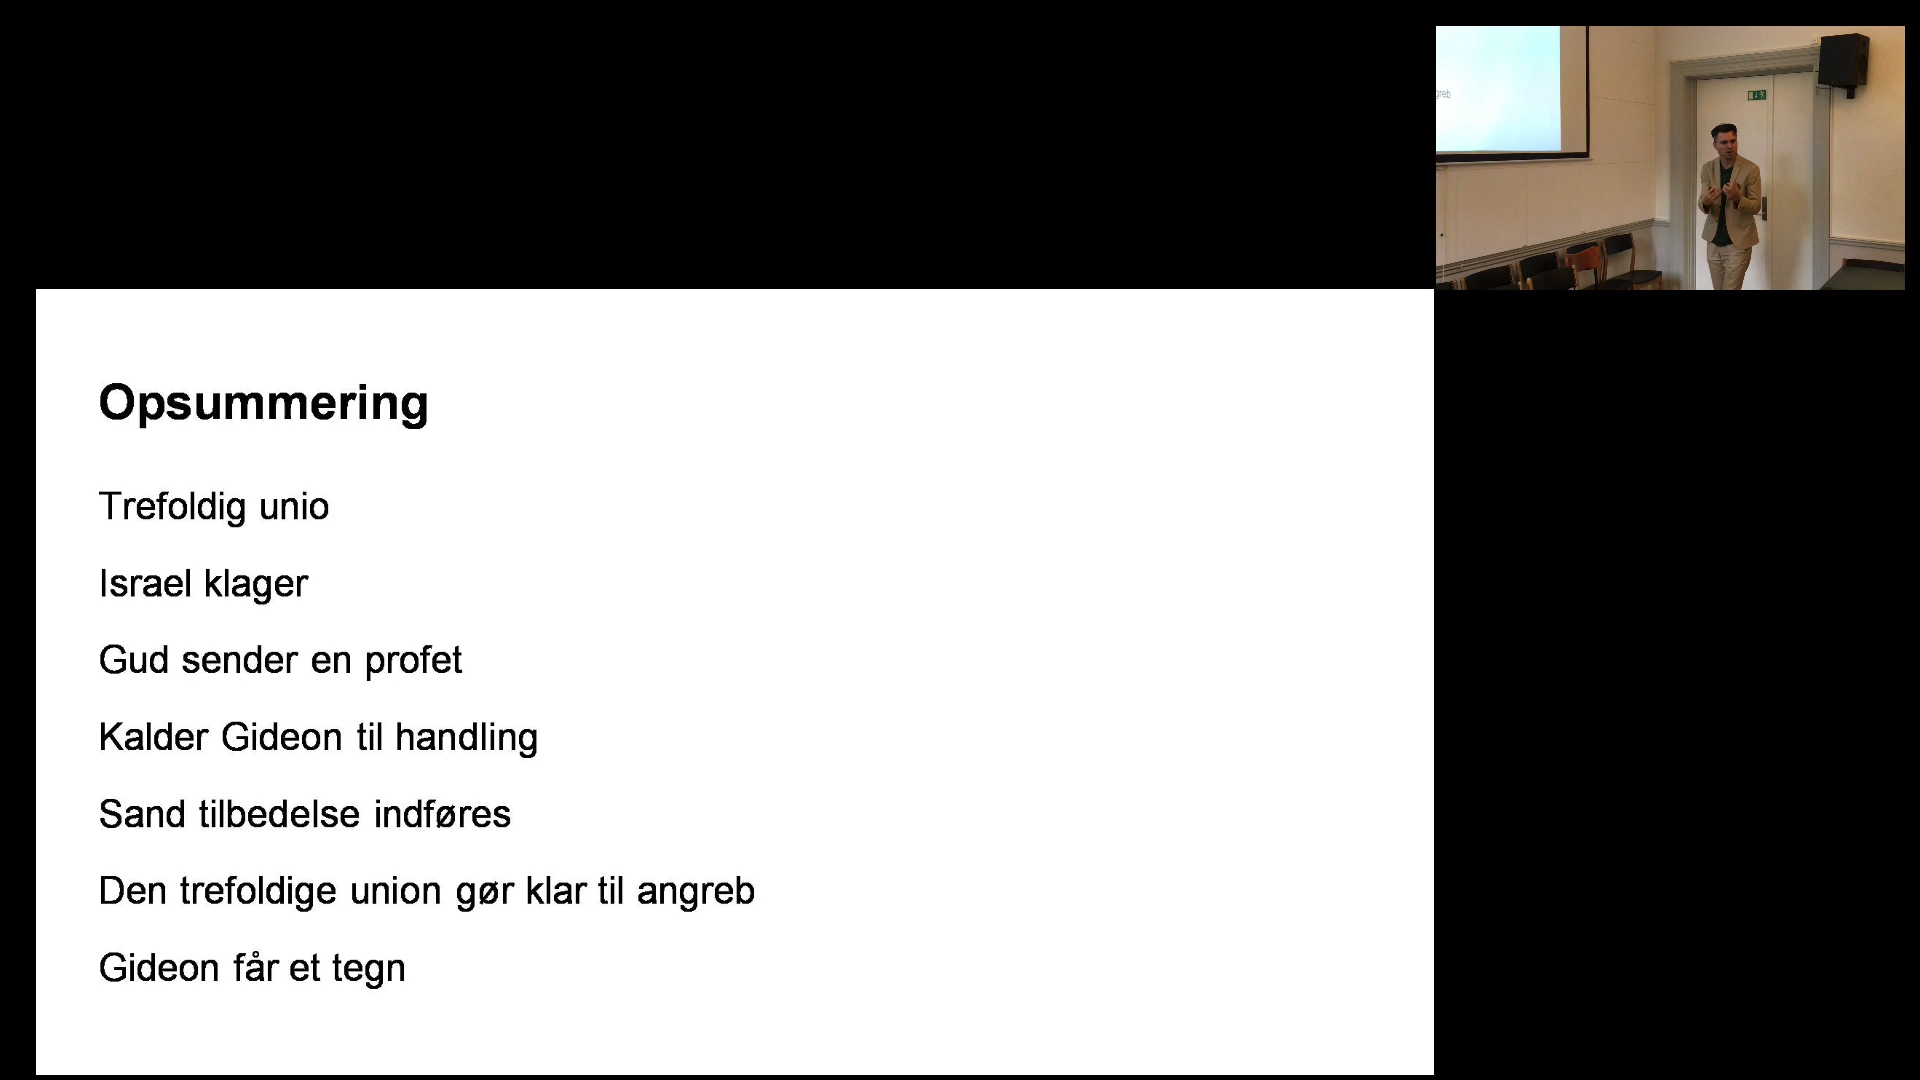 Opsummering
Trefoldig unio
Israel klager
Gud sender en profet
Kalder Gideon til handling
Sand tilbedelse indføres
Den trefoldige union gør klar til angreb
Gideon får et tegn
greb